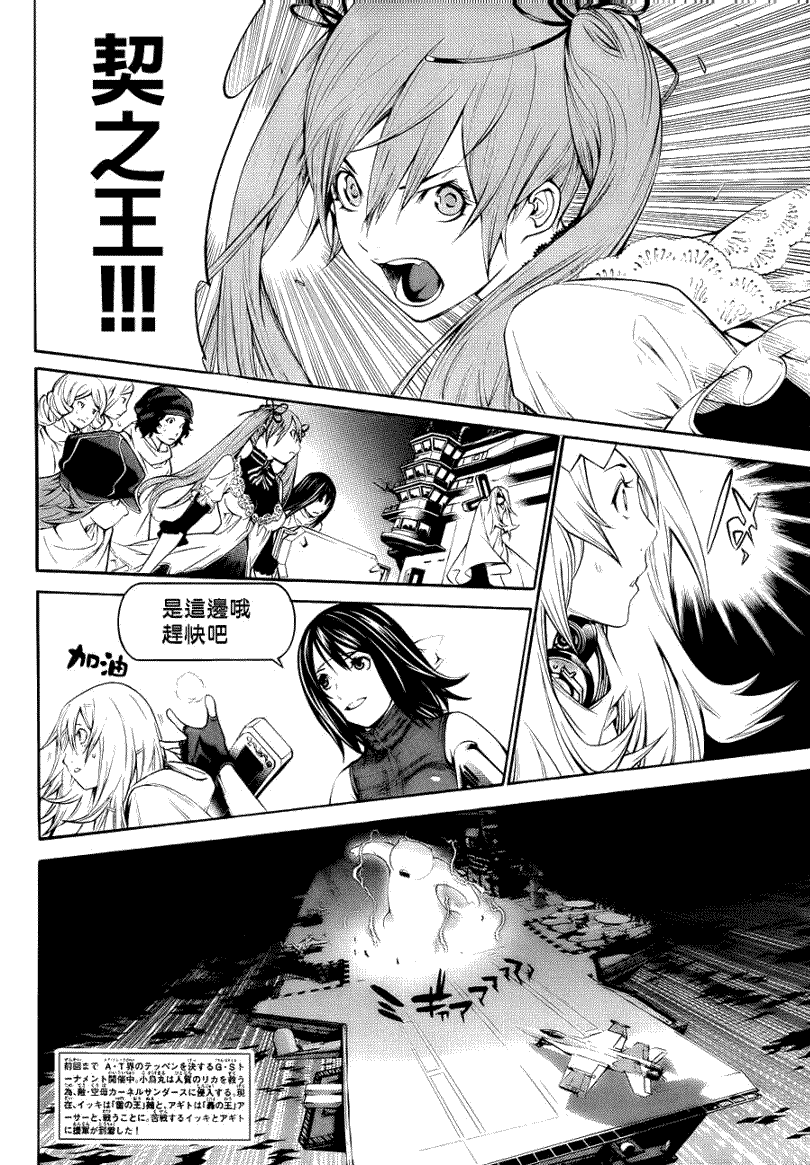 契之王!!!
是這邊哦
趕快吧
加油
ギャアアア
前回まで A・T界のテッペンを決するG・Sト
ーナメント開催中。小烏丸は人質のリカを救う
為、敵・空母カーネルサンダースに侵入する。現
在、イッキは「雷の王」鵺と、アギトは「轟の王」ア
ーサーと、戦うことに。苦戦するイッキとアギト
に援軍が到着した!